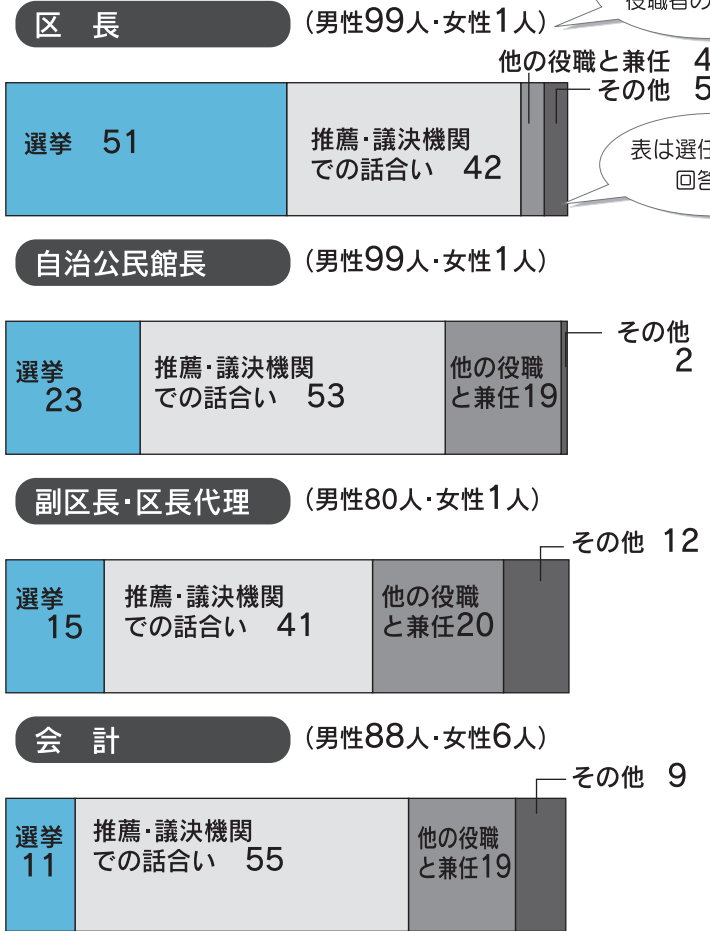 区　長
（男性99人・女性1人）
役職者の
他の役職と兼任　4
その他　5
選挙　51
推薦・議決機関
での話合い　42
表は選任
回答
自治公民館長
（男性99人・女性1人）
その他
2
選挙
23
推薦・議決機関
での話合い　53
他の役職
と兼任19
副区長・区長代理
（男性80人・女性1人）
その他　12
選挙
15
推薦・議決機関
での話合い　41
他の役職
と兼任20
会　計
（男性88人・女性6人）
その他　9
選挙
11
推薦・議決機関
での話合い　55
他の役職
と兼任19